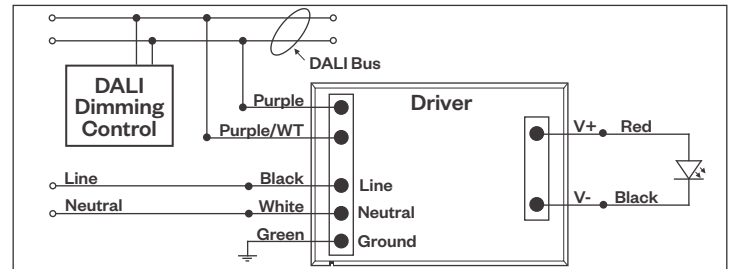 DALI Bus
DALI
Dimming
Control
Driver
Purple
Purple/WT
V+ Red
Line Black Line
V- Black
Neutral White Neutral
Green Ground